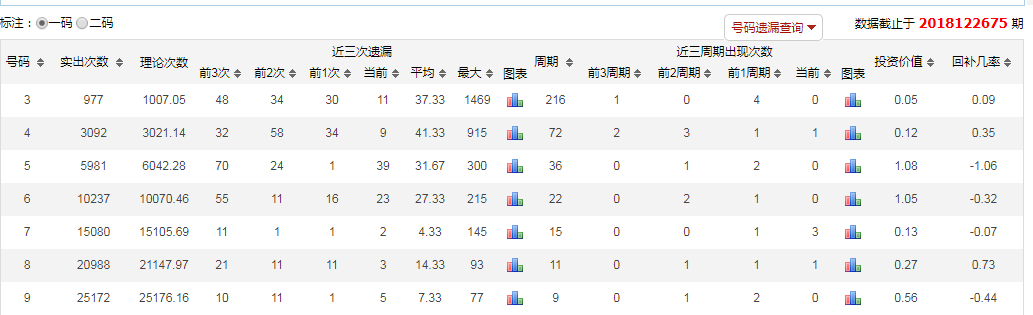 标注：一码 二码 号码遗漏查询 数据截止于 2018122675 期
近三次遗漏 近三周期出现次数
号码 实出次数 理论次数 前3次 前2次 前1次 当前 平均 最大 图表 周期 前3周期 前2周期 前1周期 当前 图表 投资价值 回补几率
3 977 1007.05 48 34 30 11 37.33 1469 216 1 0 4 0 0.05 0.09
4 3092 3021.14 32 58 34 9 41.33 915 72 2 3 1 1 0.12 0.35
5 5981 6042.28 70 24 1 39 31.67 300 36 0 1 2 0 1.08 -1.06
6 10237 10070.46 55 11 16 23 27.33 215 22 0 2 1 0 1.05 -0.32
7 15080 15105.69 11 1 1 2 4.33 145 15 0 0 1 3 0.13 -0.07
8 20988 21147.97 21 11 11 3 14.33 93 11 0 1 1 1 0.27 0.73
9 25172 25176.16 10 11 1 5 7.33 77 9 0 1 2 0 0.56 -0.44